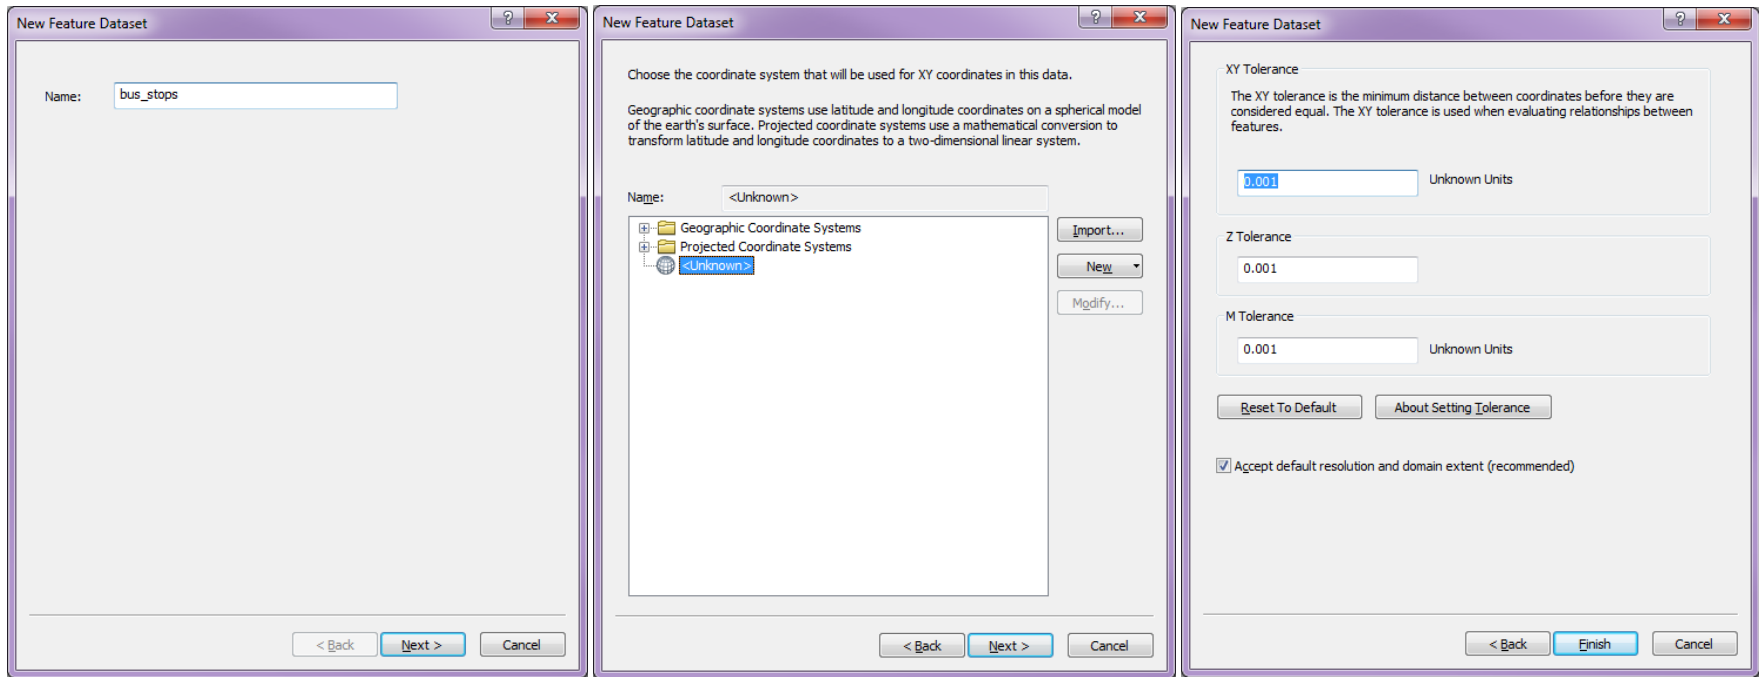 New Feature Dataset
?
X
Name:
bus_stops
< Back
Next >
Cancel
New Feature Dataset
?
X
Choose the coordinate system that will be used for XY coordinates in this data.
Geographic coordinate systems use latitude and longitude coordinates on a spherical model
of the earth's surface. Projected coordinate systems use a mathematical conversion to
transform latitude and longitude coordinates to a two-dimensional linear system.
Name:
<Unknown>
Geographic Coordinate Systems
Projected Coordinate Systems
<Unknown>
Import...
New
Modify...
< Back
Next >
Cancel
New Feature Dataset
?
X
XY Tolerance
The XY tolerance is the minimum distance between coordinates before they are
considered equal. The XY tolerance is used when evaluating relationships between
features.
0.001
Unknown Units
Z Tolerance
0.001
M Tolerance
0.001
Unknown Units
Reset To Default
About Setting Tolerance
Accept default resolution and domain extent (recommended)
< Back
Finish
Cancel